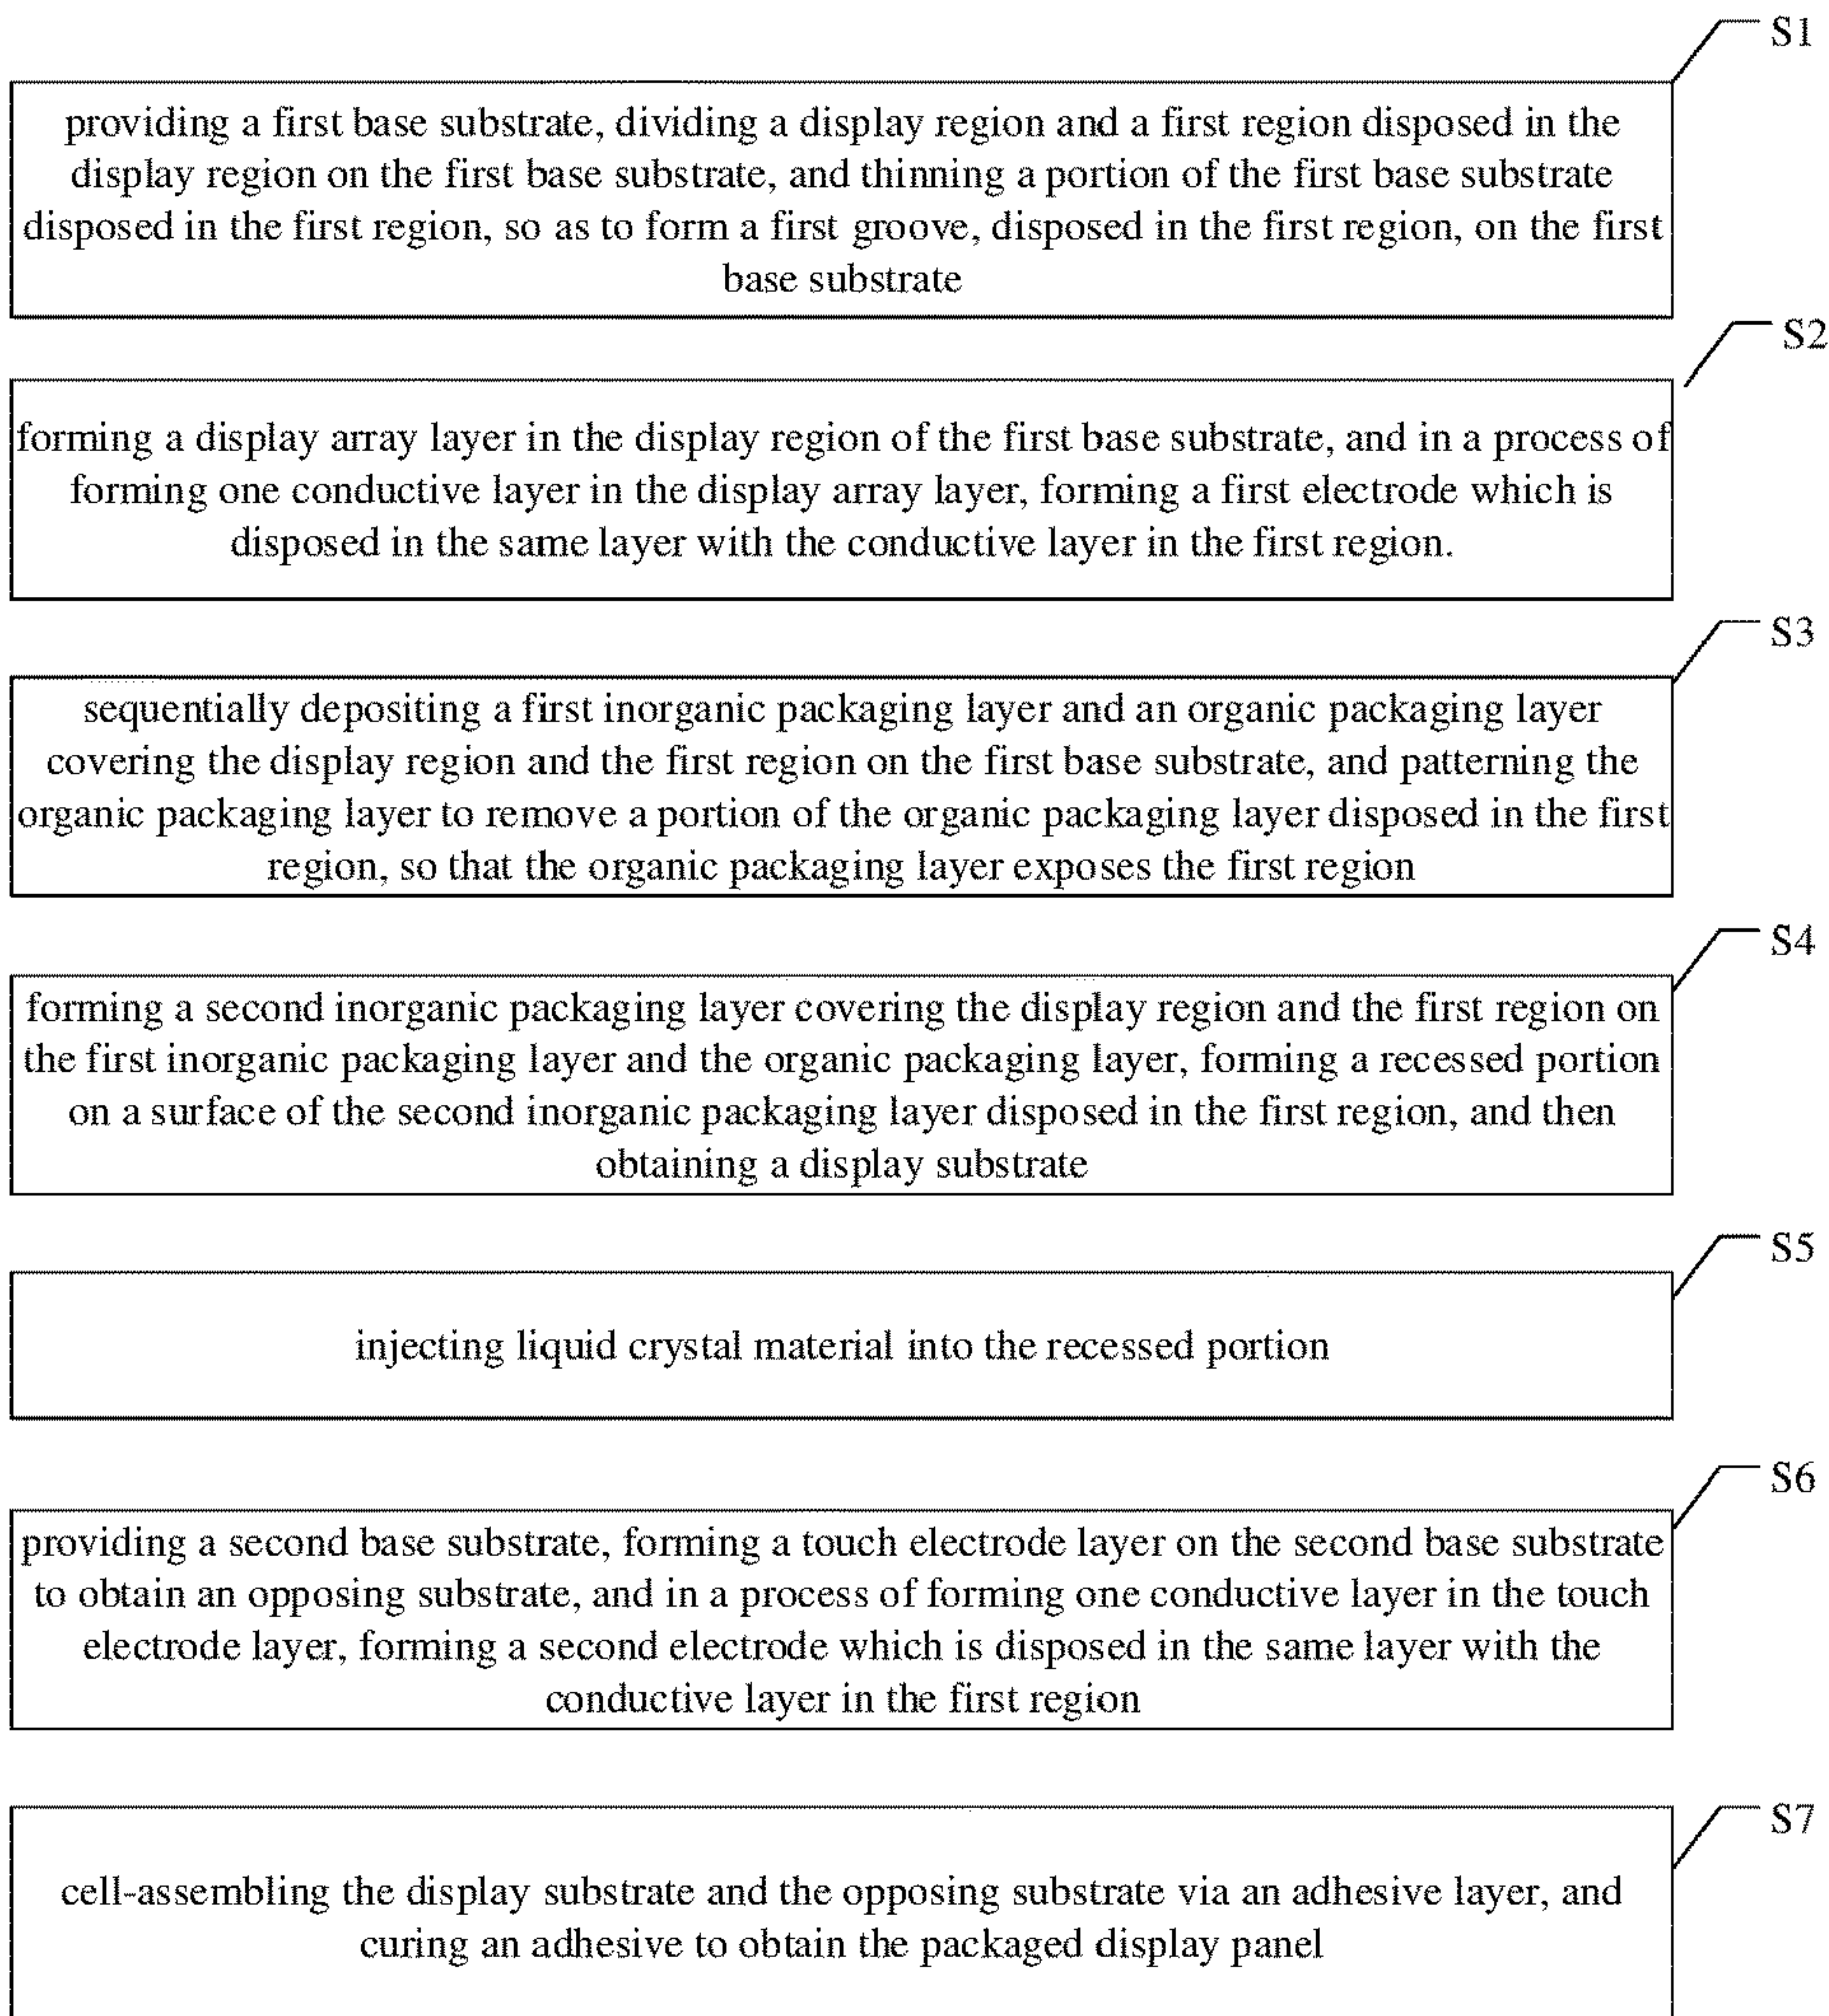 S1
providing a first base substrate, dividing a display region and a first region disposed in the
display region on the first base substrate, and thinning a portion of the first base substrate
disposed in the first region, so as to form a first groove, disposed in the first region, on the first
base substrate
S2
forming a display array layer in the display region of the first base substrate, and in a process of
forming one conductive layer in the display array layer, forming a first electrode which is
disposed in the same layer with the conductive layer in the first region.
S3
sequentially depositing a first inorganic packaging layer and an organic packaging layer
covering the display region and the first region on the first base substrate, and patterning the
organic packaging layer to remove a portion of the organic packaging layer disposed in the first
region, so that the organic packaging layer exposes the first region
S4
forming a second inorganic packaging layer covering the display region and the first region on
the first inorganic packaging layer and the organic packaging layer, forming a recessed portion
on a surface of the second inorganic packaging layer disposed in the first region, and then
obtaining a display substrate
S5
injecting liquid crystal material into the recessed portion
S6
providing a second base substrate, forming a touch electrode layer on the second base substrate
to obtain an opposing substrate, and in a process of forming one conductive layer in the touch
electrode layer, forming a second electrode which is disposed in the same layer with the
conductive layer in the first region
S7
cell-assembling the display substrate and the opposing substrate via an adhesive layer, and
curing an adhesive to obtain the packaged display panel